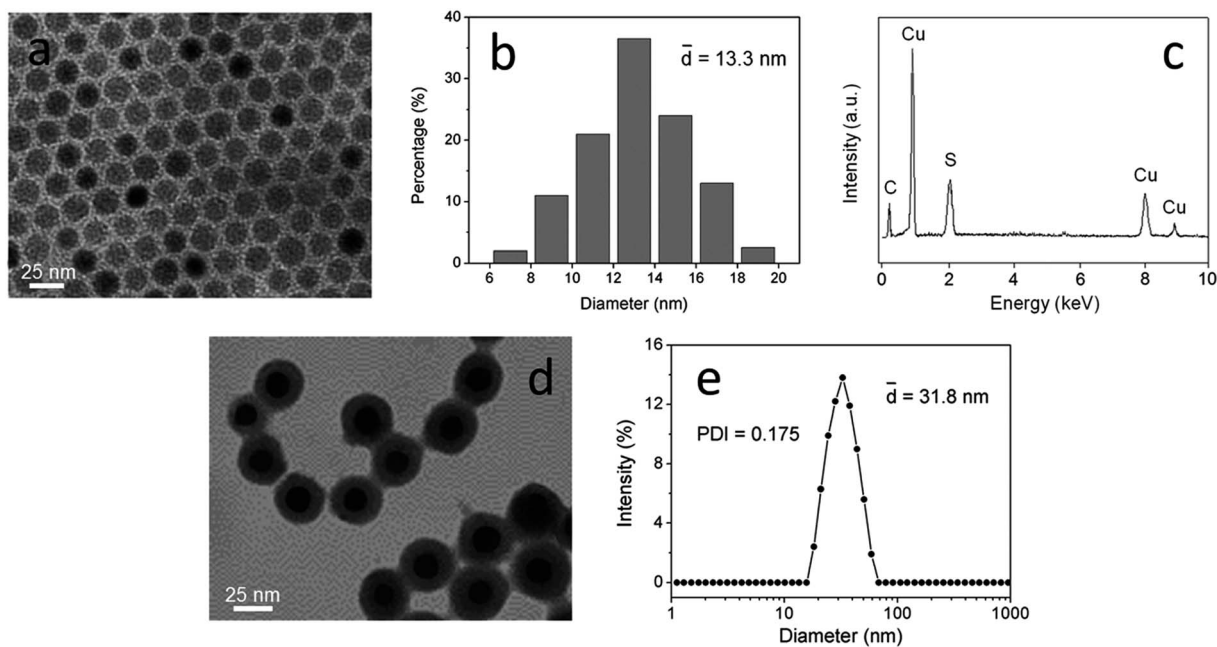 a
25 nm
b
d̄ = 13.3 nm
40
30
20
10
0
Percentage (%)
6 8 10 12 14 16 18 20
Diameter (nm)
c
Cu
C
S
Cu
Cu
Intensity (a.u.)
0 2 4 6 8 10
Energy (keV)
d
25 nm
e
d̄ = 31.8 nm
PDI = 0.175
16
12
8
4
0
Intensity (%)
1 10 100 1000
Diameter (nm)